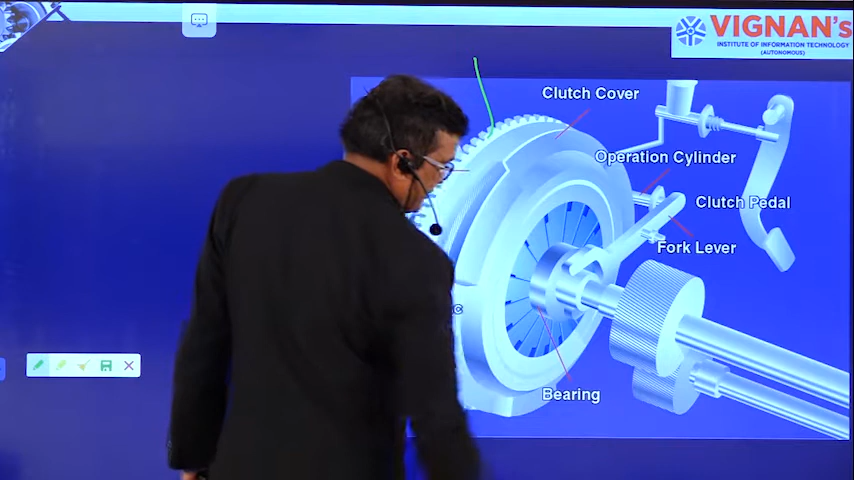 VIGNAN's
INSTITUTE OF INFORMATION TECHNOLOGY
(AUTONOMOUS)
Clutch Cover
Operation Cylinder
Clutch Pedal
Fork Lever
Bearing